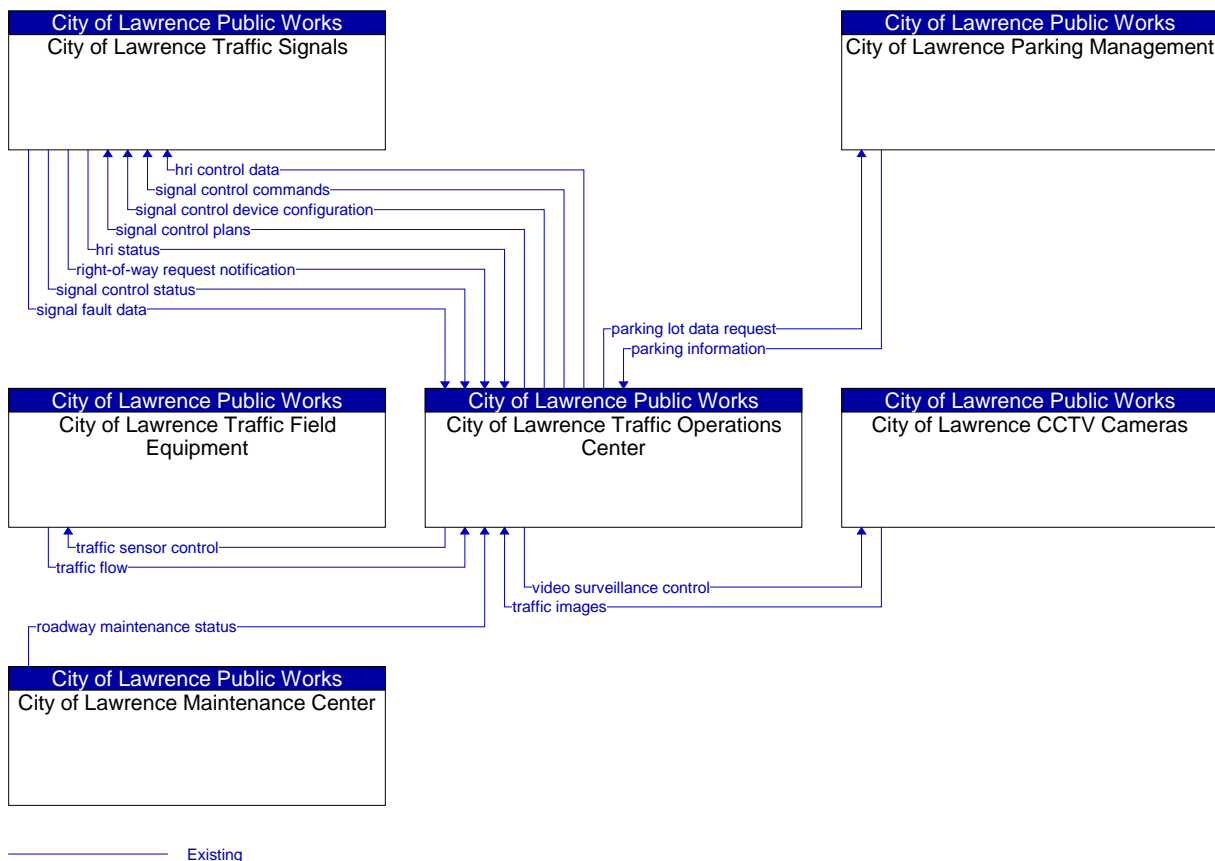 City of Lawrence Public Works
City of Lawrence Traffic Signals
City of Lawrence Public Works
City of Lawrence Parking Management
hri control data
signal control commands
signal control device configuration
signal control plans
hri status
right-of-way request notification
signal control status
signal fault data
parking lot data request
parking information
City of Lawrence Public Works
City of Lawrence Traffic Field
Equipment
City of Lawrence Public Works
City of Lawrence Traffic Operations
Center
City of Lawrence Public Works
City of Lawrence CCTV Cameras
traffic sensor control
traffic flow
video surveillance control
traffic images
roadway maintenance status
City of Lawrence Public Works
City of Lawrence Maintenance Center
Existing